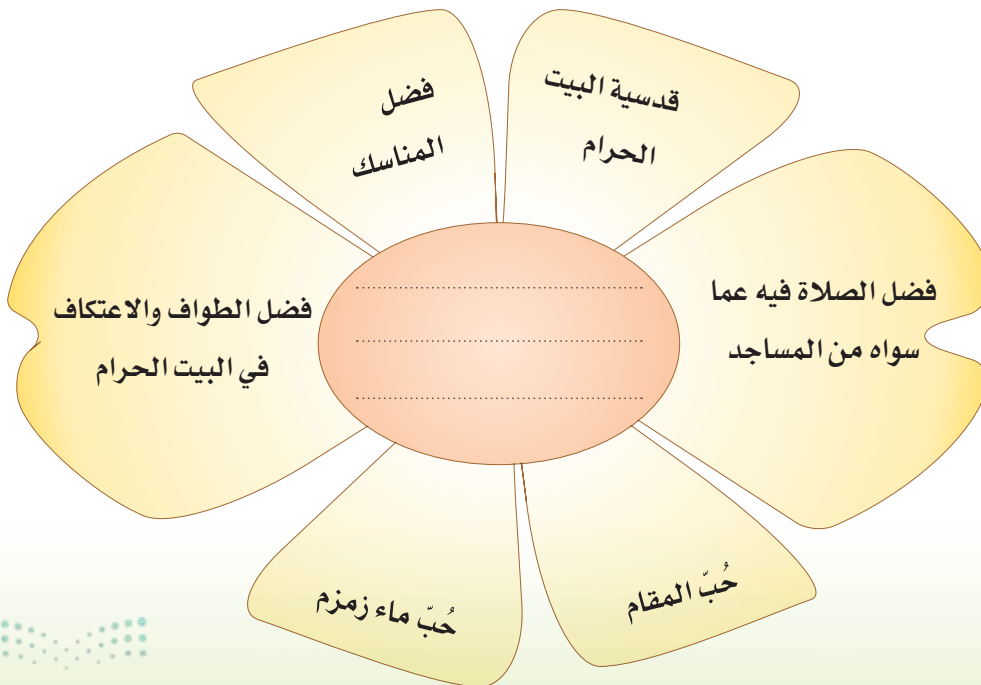 قدسية البيت
الحرام
فضل
المناسك
فضل الصلاة فيه عما
سواه من المساجد
فضل الطواف والاعتكاف
في البيت الحرام
حُبّ المقام
حُبّ ماء زمزم